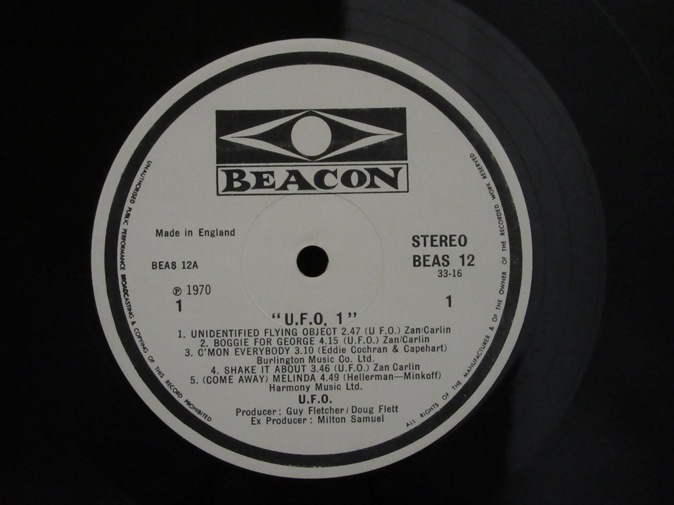 BEACON
Made in England
STEREO
BEAS 12A
BEAS 12
33-16
℗ 1970
1
1
"U.F.O. 1"
1. UNIDENTIFIED FLYING OBJECT 2.47 (U F.O.) Zan/Carlin
2. BOGGIE FOR GEORGE 4.15 (U.F.O.) Zan/Carlin
3. C'MON EVERYBODY 3.10 (Eddie Cochran & Capehart)
Burlington Music Co. Ltd.
4. SHAKE IT ABOUT 3.46 (U.F.O.) Zan Carlin
5. (COME AWAY) MELINDA 4.49 (Hellerman—Minkoff)
Harmony Music Ltd.
U.F.O.
Producer: Guy Fletcher/Doug Flett
Ex Producer: Milton Samuel
UNAUTHORISED PUBLIC PERFORMANCE BROADCASTING & COPYING OF THIS RECORD PROHIBITED
ALL RIGHTS OF THE MANUFACTURER & OF THE OWNER OF THE RECORDED WORK RESERVED